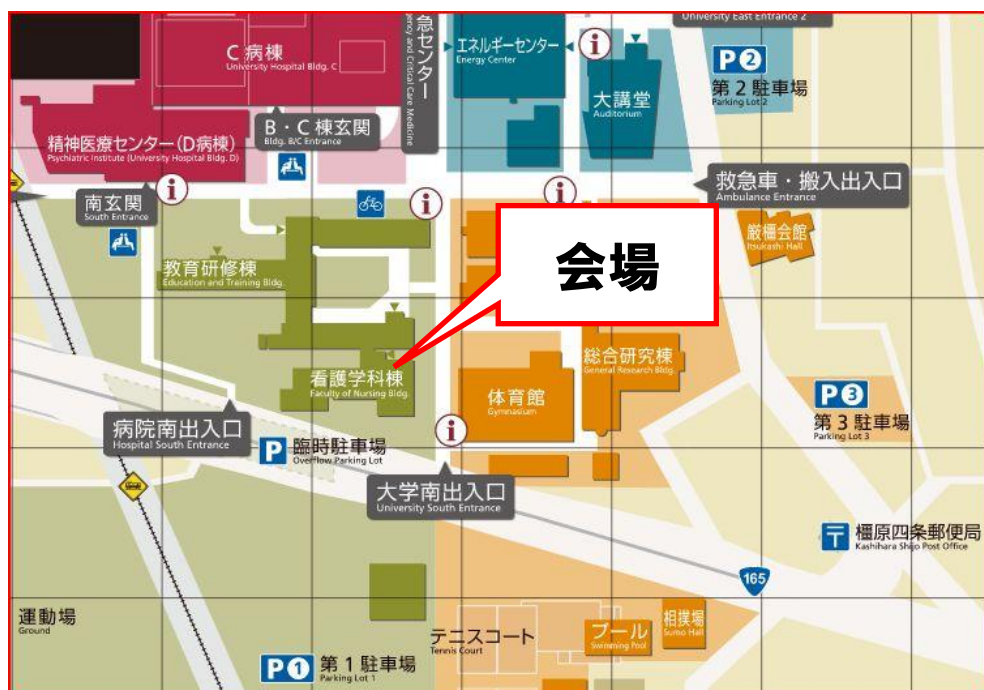 University East Entrance 2
C 病棟
University Hospital Bldg. C
急センター
gency and Critical Care Medicine
エネルギーセンター
Energy Center
i
大講堂
Auditorium
P 2
第 2 駐車場
Parking Lot 2
B・C 棟玄関
Bldg. B/C Entrance
精神医療センター(D病棟)
Psychiatric Institute (University Hospital Bldg. D)
南玄関
South Entrance
i
i
i
救急車・搬入出入口
Ambulance Entrance
厳橿会館
Itsukashi Hall
会場
教育研修棟
Education and Training Bldg.
総合研究棟
General Research Bldg.
看護学科棟
Faculty of Nursing Bldg.
体育館
Gymnasium
P 3
第 3 駐車場
Parking Lot 3
病院南出入口
Hospital South Entrance
i
P 臨時駐車場
Overflow Parking Lot
大学南出入口
University South Entrance
〒 橿原四条郵便局
Kashihara Shijo Post Office
165
運動場
Ground
テニスコート
Tennis Court
プール
Swimming Pool
相撲場
Sumo Hall
P 1 第 1 駐車場
Parking Lot 1